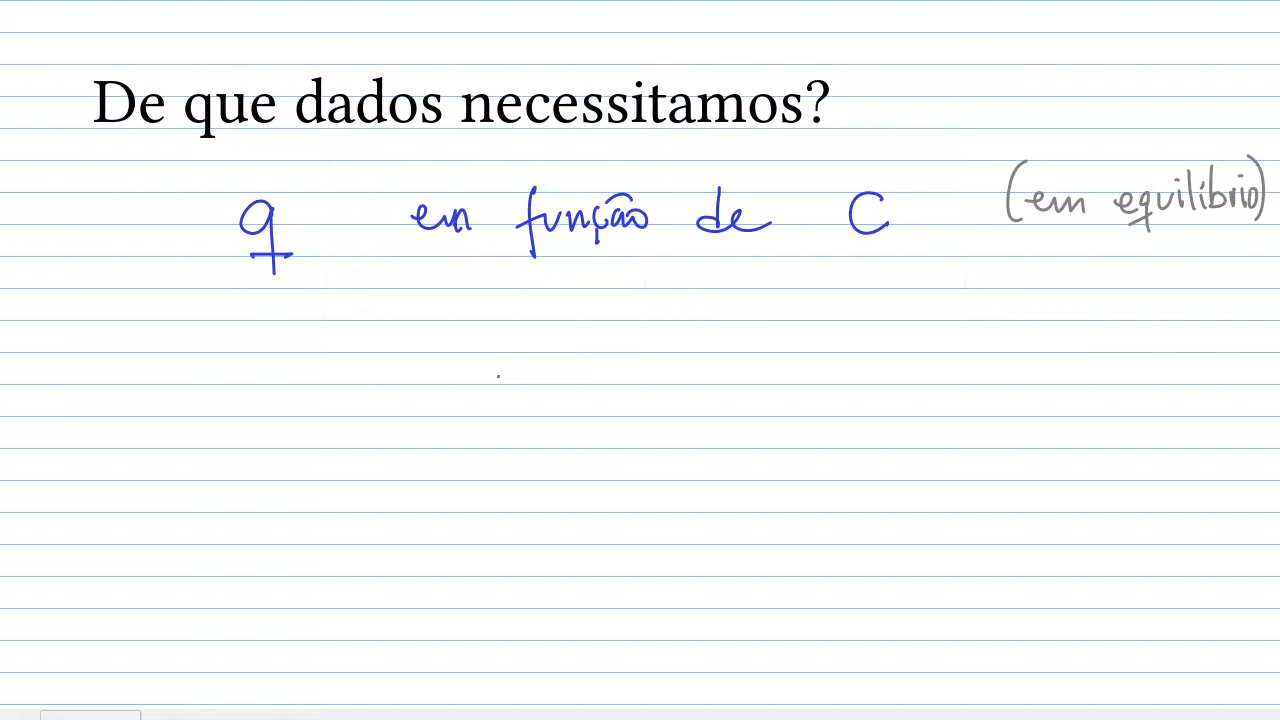 De que dados necessitamos?
q em função de C (em equilíbrio)